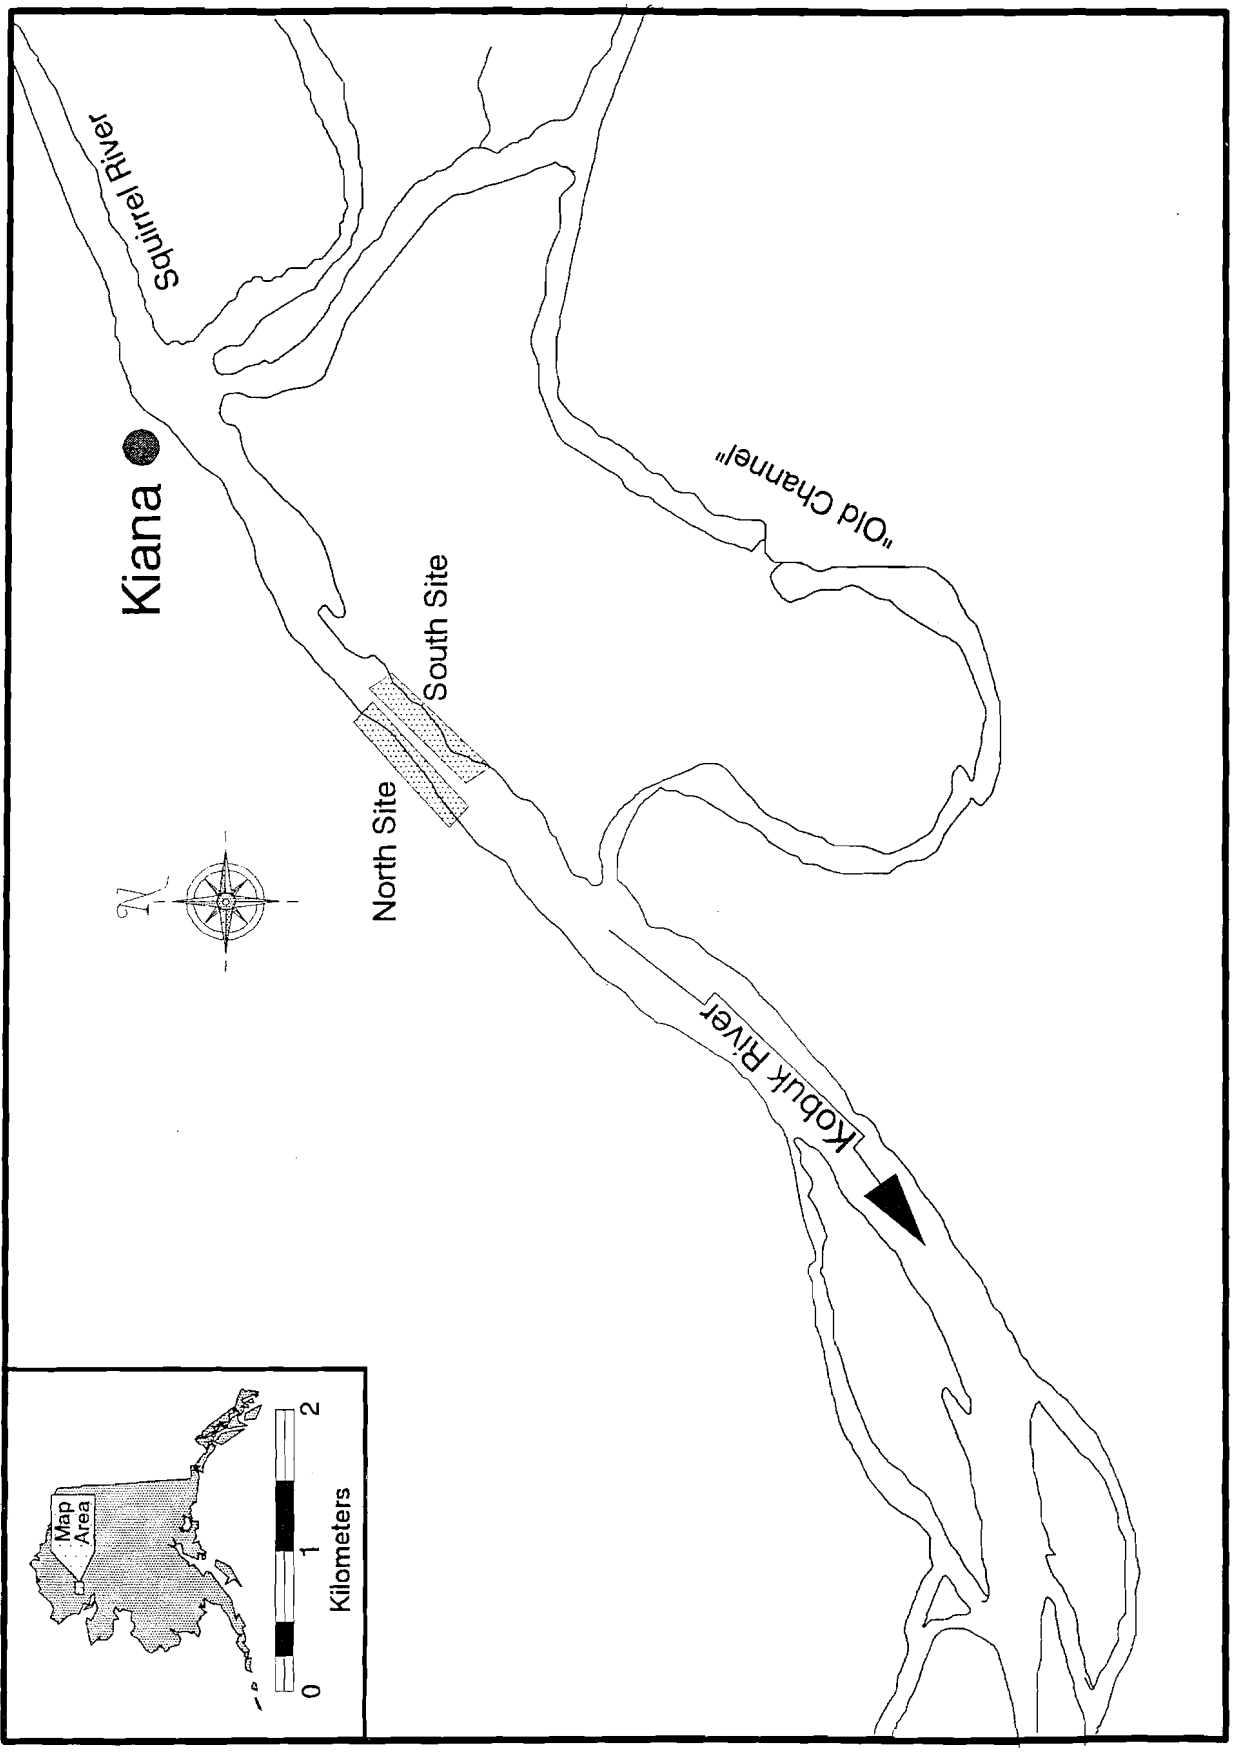 Squirrel River
Kiana
"Old Channel"
South Site
North Site
N
Kobuk River
Map
Area
0 1 2
Kilometers